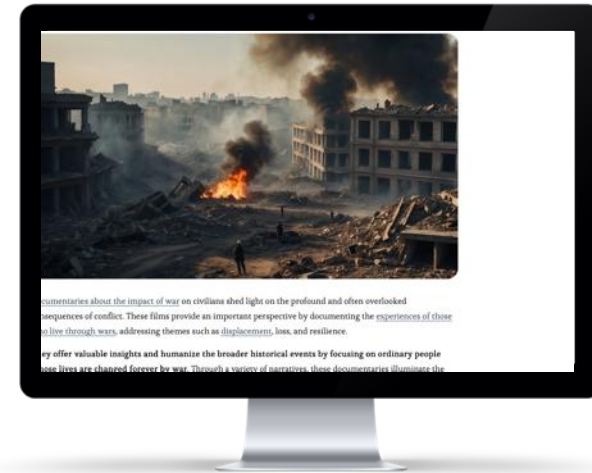 cumentaries about the impact of war on civilians shed light on the profound and often overlooked
nsequences of conflict. These films provide an important perspective by documenting the experiences of those
o live through wars, addressing themes such as displacement, loss, and resilience.
ey offer valuable insights and humanize the broader historical events by focusing on ordinary people
ose lives are changed forever by war. Through a variety of narratives, these documentaries illuminate the